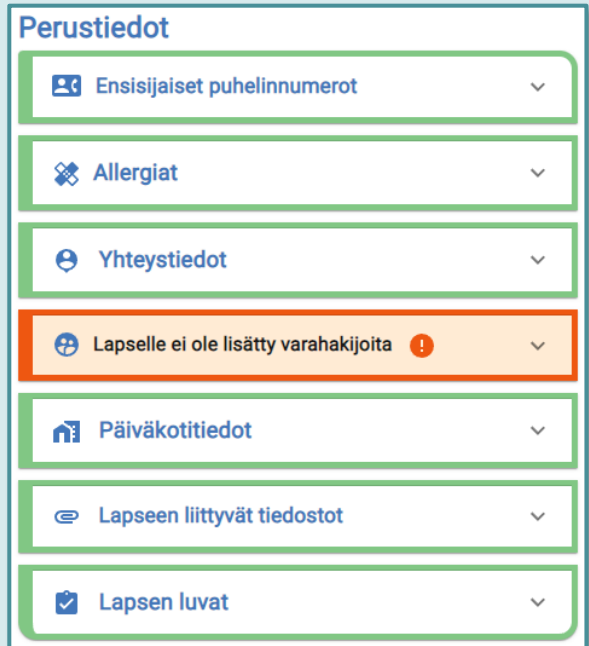 Perustiedot
Ensisijaiset puhelinnumerot
Allergiat
Yhteystiedot
Lapselle ei ole lisätty varahakijoita
Päiväkotitiedot
Lapseen liittyvät tiedostot
Lapsen luvat